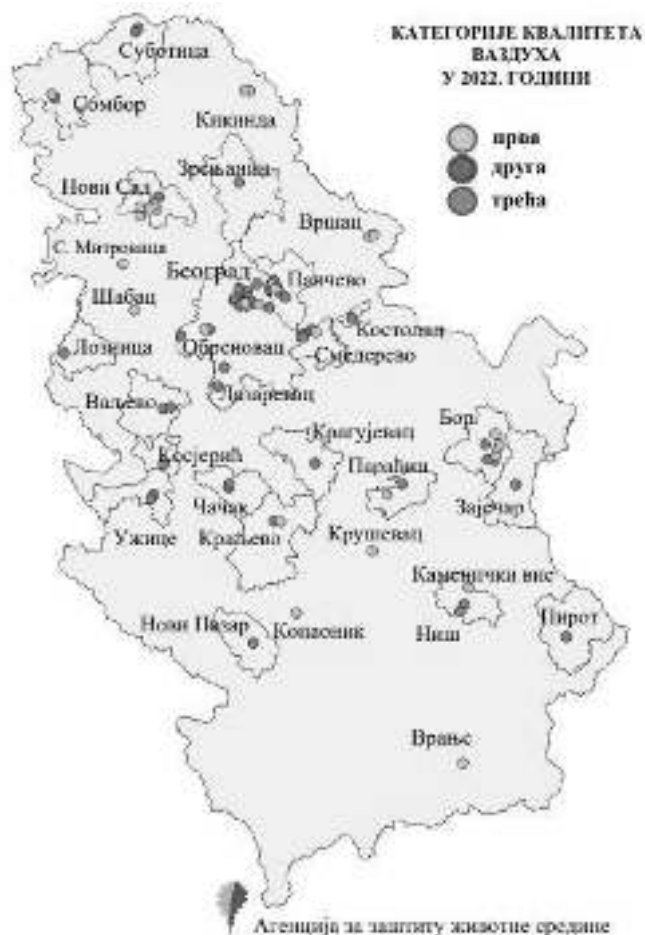 КАТЕГОРИЈЕ КВАЛИТЕТА
ВАЗДУХА
У 2022. ГОДИНИ
прва
друга
трећа
Суботица
Сомбор
Кикинда
Зрењанин
Нови Сад
Вршац
С. Митровица
Београд
Панчево
Шабац
Костолац
Лозница
Обреновац
Смедерево
Лазаревац
Ваљево
Бор
Крагујевац
Косјерић
Параћин
Чачак
Зајечар
Ужице
Краљево
Крушевац
Каменички вис
Нови Пазар
Копаоник
Ниш
Пирот
Врање
Агенција за заштиту животне средине